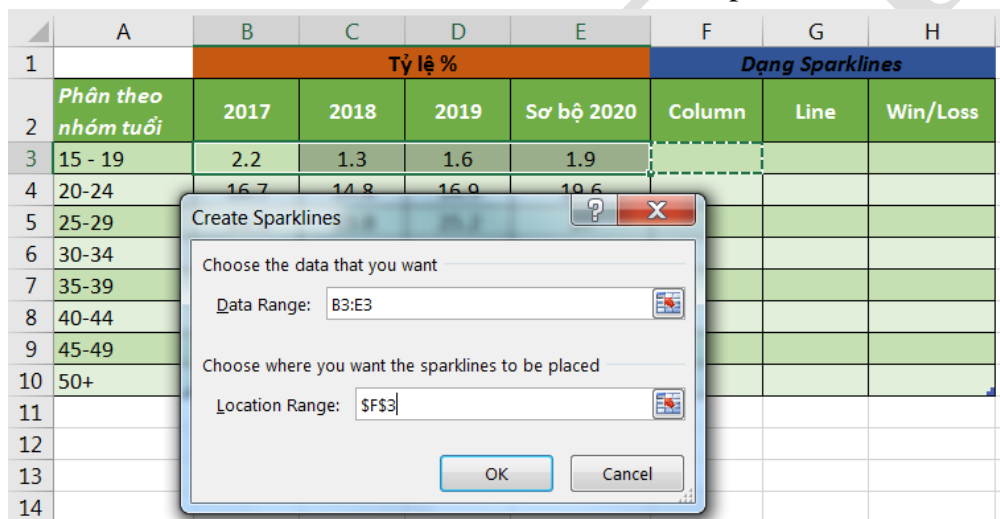 A B C D E F G H
1 Tỷ lệ % Dạng Sparklines
2 Phân theo nhóm tuổi 2017 2018 2019 Sơ bộ 2020 Column Line Win/Loss
3 15 - 19 2.2 1.3 1.6 1.9
4 20-24 16.7 14.8 16.9 19.6
Create Sparklines ? X
5 25-29
6 30-34
Choose the data that you want
7 35-39
Data Range: B3:E3
8 40-44
9 45-49
Choose where you want the sparklines to be placed
10 50+
11
Location Range: $F$3
12
13
OK Cancel
14